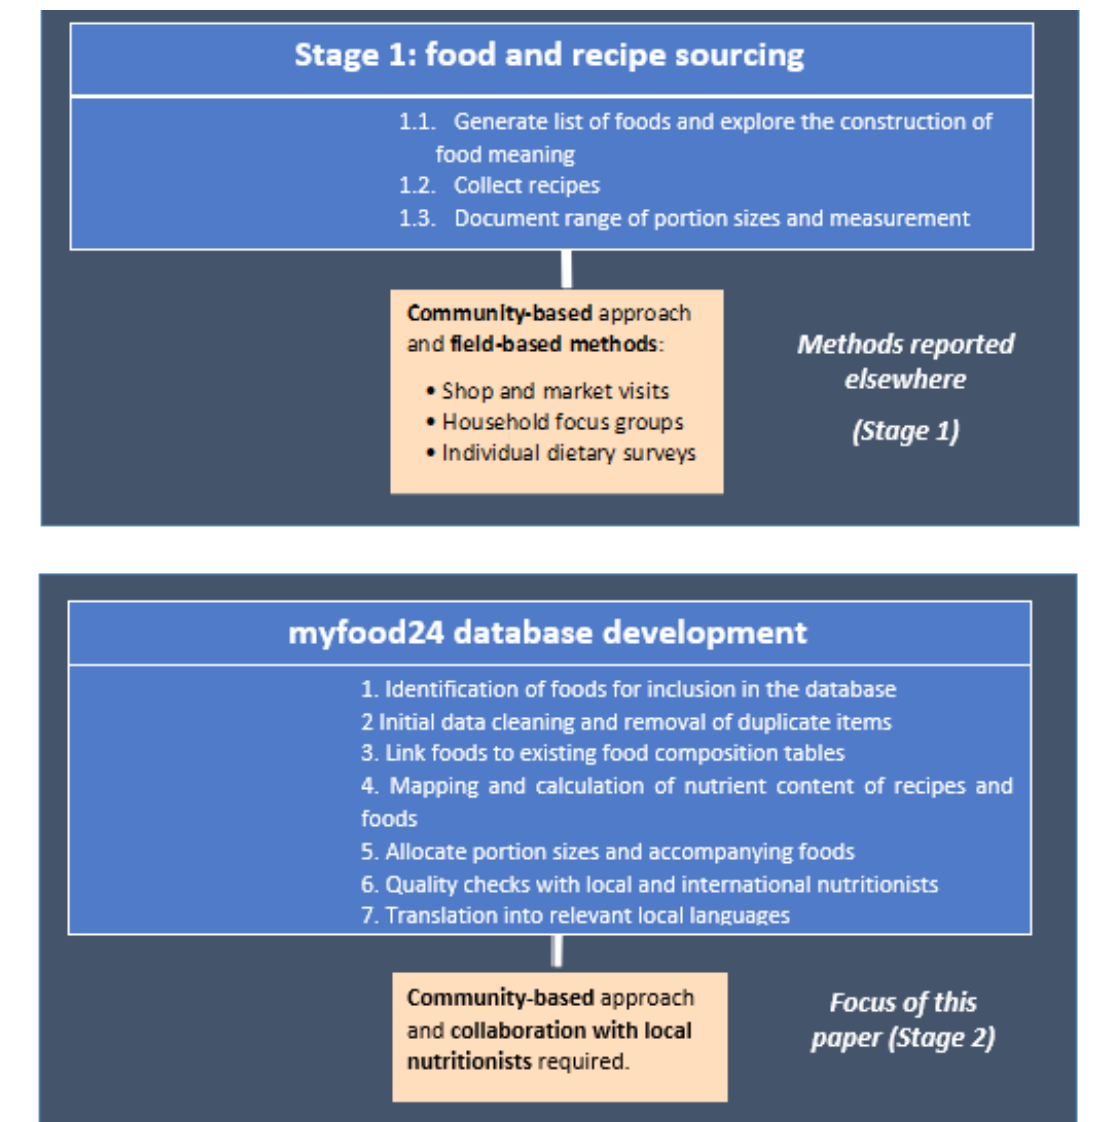 Stage 1: food and recipe sourcing
1.1. Generate list of foods and explore the construction of
food meaning
1.2. Collect recipes
1.3. Document range of portion sizes and measurement
Community-based approach
and field-based methods:
• Shop and market visits
• Household focus groups
• Individual dietary surveys
Methods reported
elsewhere
(Stage 1)
myfood24 database development
1. Identification of foods for inclusion in the database
2 Initial data cleaning and removal of duplicate items
3. Link foods to existing food composition tables
4. Mapping and calculation of nutrient content of recipes and
foods
5. Allocate portion sizes and accompanying foods
6. Quality checks with local and international nutritionists
7. Translation into relevant local languages
Community-based approach
and collaboration with local
nutritionists required.
Focus of this
paper (Stage 2)